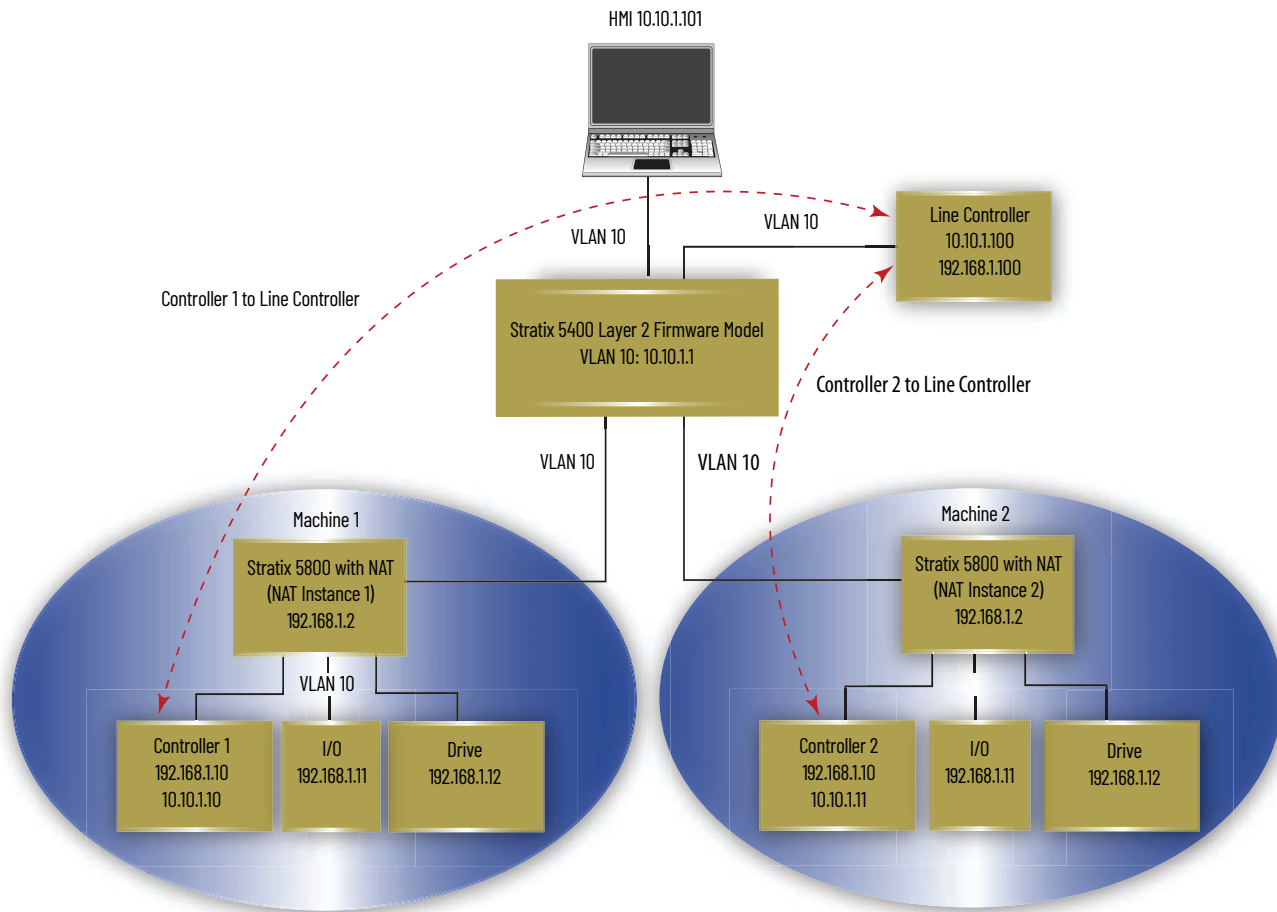 HMI 10.10.1.101
VLAN 10
VLAN 10
Line Controller
10.10.1.100
192.168.1.100
Controller 1 to Line Controller
Stratix 5400 Layer 2 Firmware Model
VLAN 10: 10.10.1.1
Controller 2 to Line Controller
VLAN 10
VLAN 10
Machine 1
Stratix 5800 with NAT
(NAT Instance 1)
192.168.1.2
VLAN 10
Controller 1
192.168.1.10
10.10.1.10
I/O
192.168.1.11
Drive
192.168.1.12
Machine 2
Stratix 5800 with NAT
(NAT Instance 2)
192.168.1.2
Controller 2
192.168.1.10
10.10.1.11
I/O
192.168.1.11
Drive
192.168.1.12